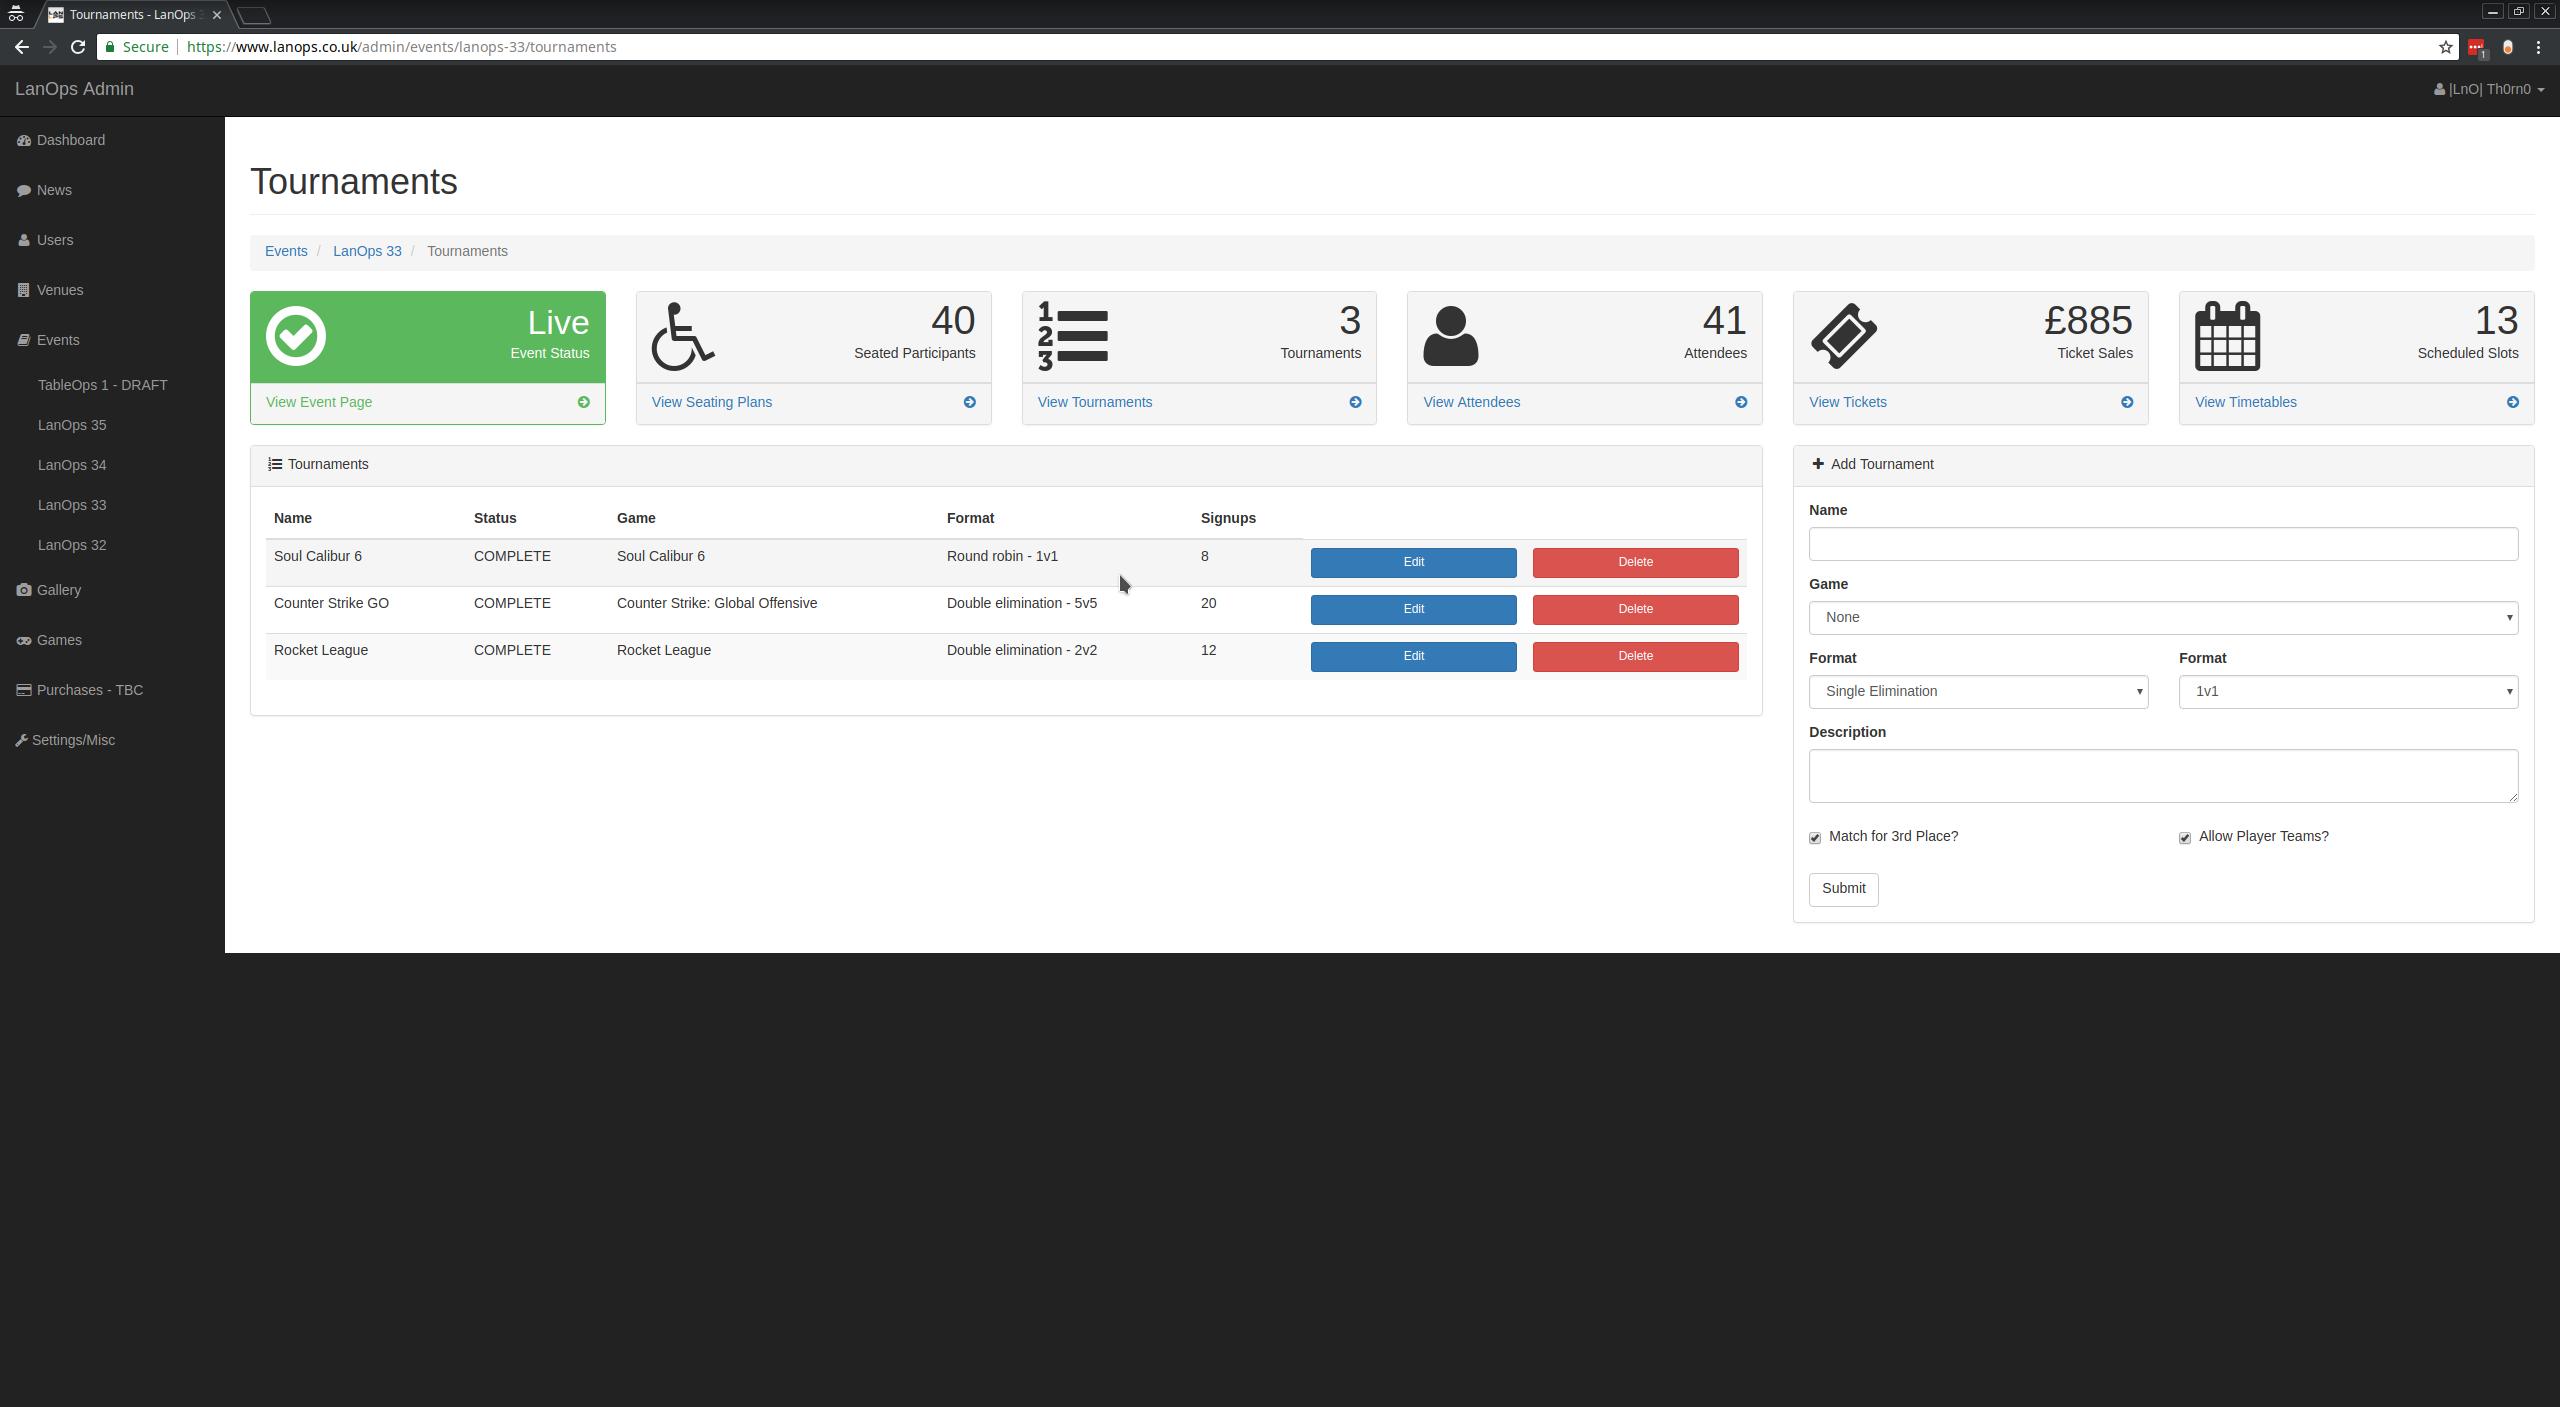 Tournaments - LanOps
Secure https://www.lanops.co.uk/admin/events/lanops-33/tournaments
1
LanOps Admin
|LnO| Th0rn0
Dashboard
News
Users
Venues
Events
TableOps 1 - DRAFT
LanOps 35
LanOps 34
LanOps 33
LanOps 32
Gallery
Games
Purchases - TBC
Settings/Misc
Tournaments
Events / LanOps 33 / Tournaments
Live
Event Status
View Event Page
40
Seated Participants
View Seating Plans
1
2
3
3
Tournaments
View Tournaments
41
Attendees
View Attendees
£885
Ticket Sales
View Tickets
13
Scheduled Slots
View Timetables
Tournaments
Name Status Game Format Signups
Soul Calibur 6 COMPLETE Soul Calibur 6 Round robin - 1v1 8 Edit Delete
Counter Strike GO COMPLETE Counter Strike: Global Offensive Double elimination - 5v5 20 Edit Delete
Rocket League COMPLETE Rocket League Double elimination - 2v2 12 Edit Delete
Add Tournament
Name
Game
None
Format Format
Single Elimination 1v1
Description
Match for 3rd Place? Allow Player Teams?
Submit